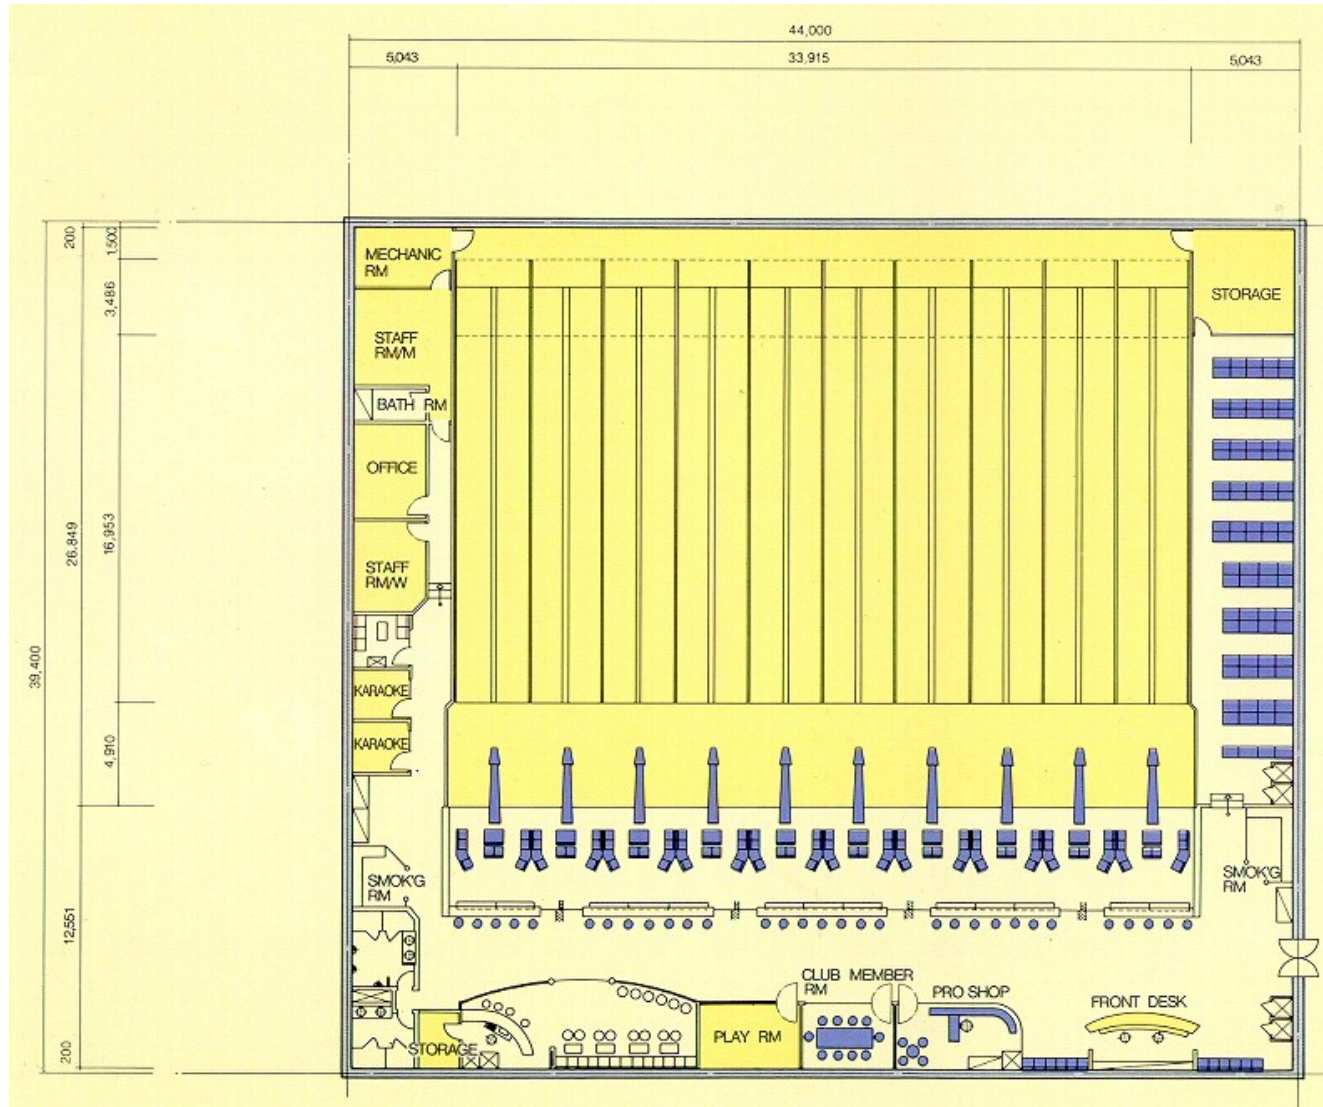 44,000
5,043
33,915
5,043
200
1,500
3,486
16,953
26,849
39,400
4,910
12,551
200
MECHANIC
RM
STORAGE
STAFF
RM/M
BATH RM
OFFICE
STAFF
RM/W
KARAOKE
KARAOKE
SMOK'G
RM
SMOK'G
RM
CLUB MEMBER
RM
PRO SHOP
FRONT DESK
PLAY RM
STORAGE